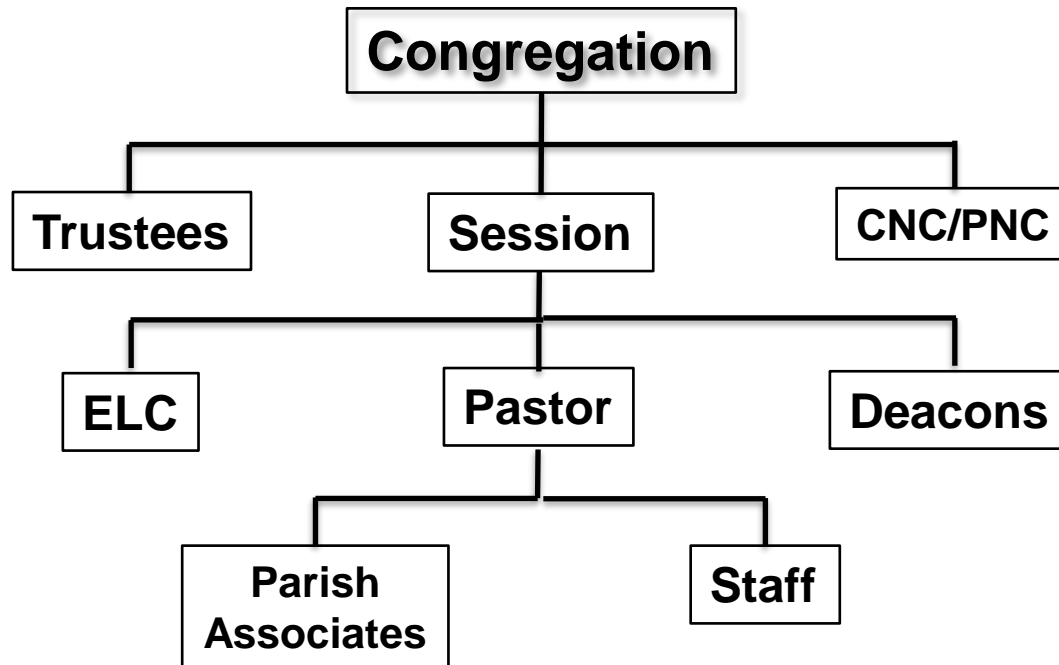 Congregation
Trustees
Session
CNC/PNC
ELC
Pastor
Deacons
Parish
Associates
Staff